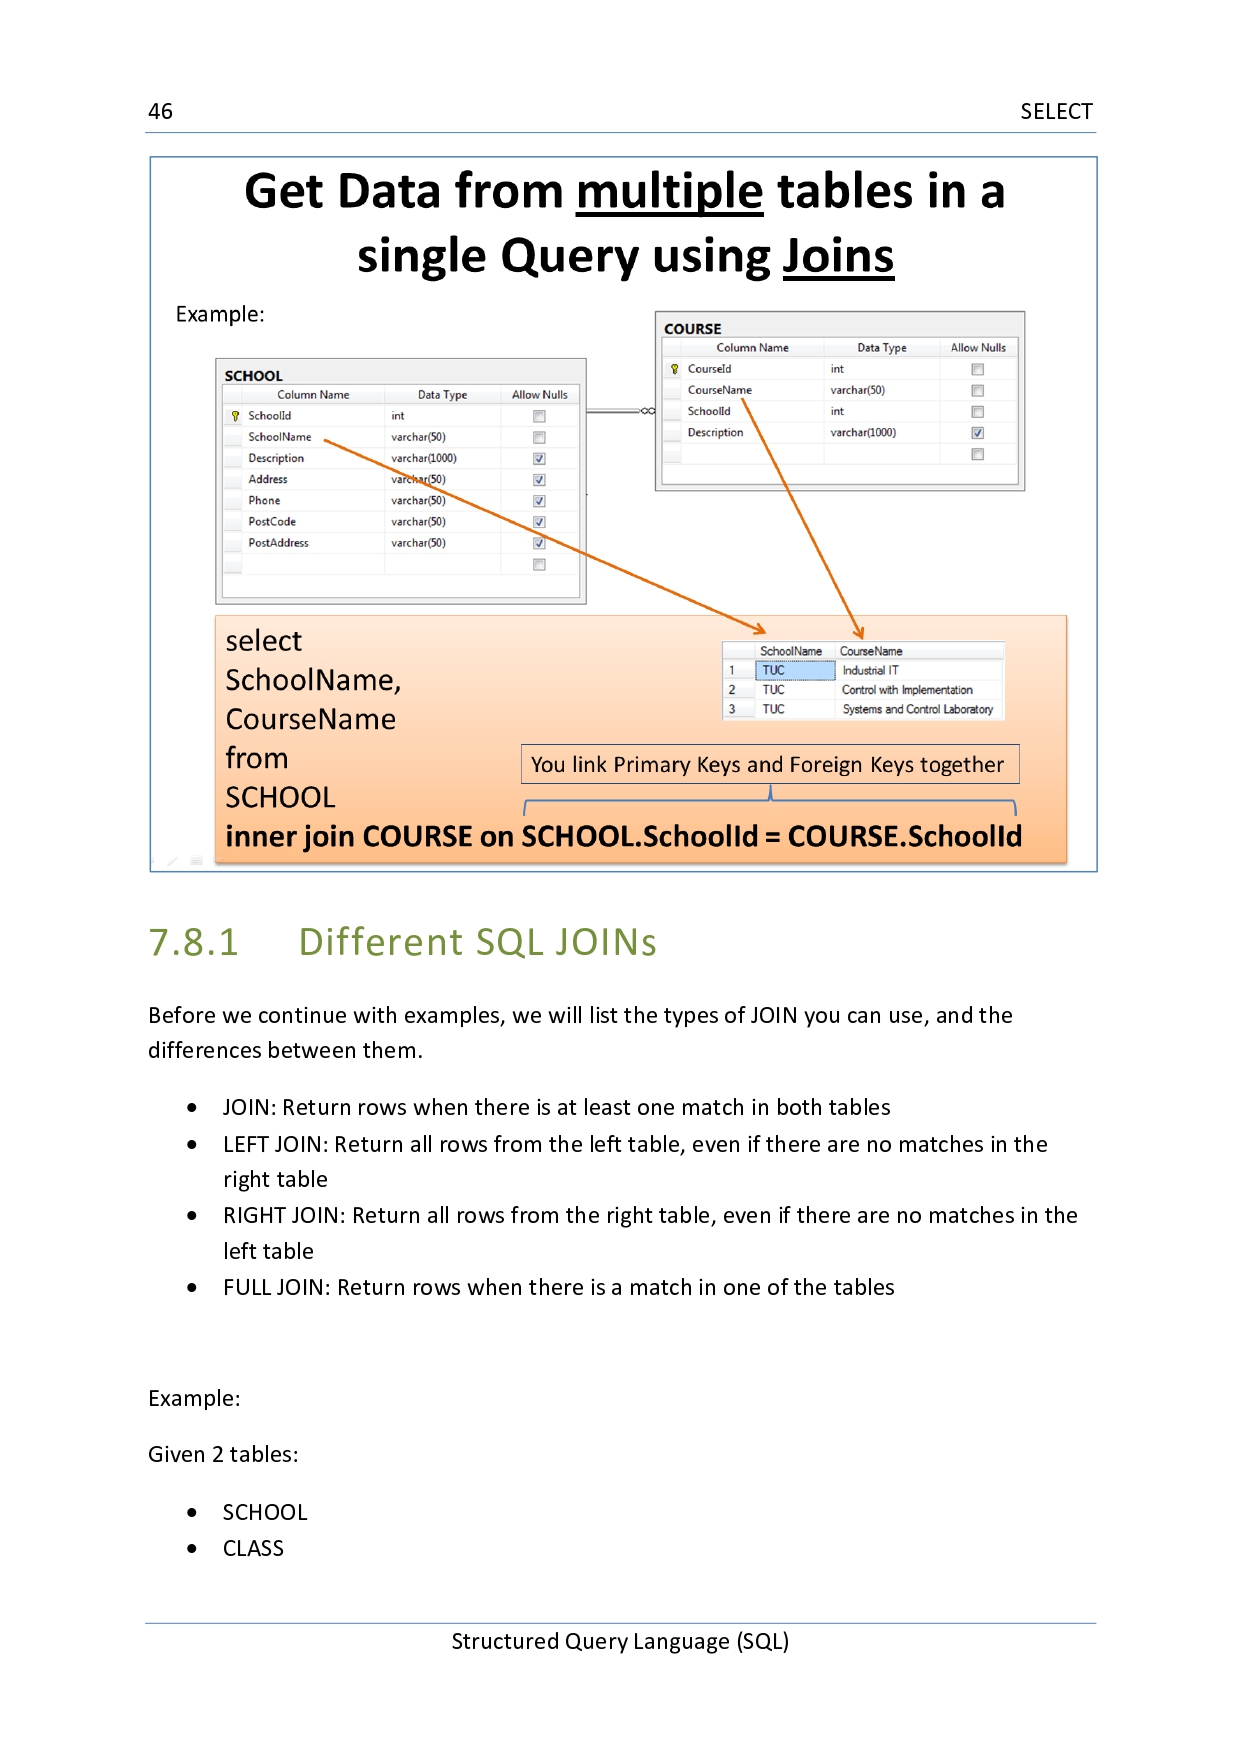 46 SELECT
Get Data from multiple tables in a
single Query using Joins
Example:
COURSE
Column Name Data Type Allow Nulls
CourseId int
CourseName varchar(50)
SchoolId int
Description varchar(1000)
SCHOOL
Column Name Data Type Allow Nulls
SchoolId int
SchoolName varchar(50)
Description varchar(1000)
Address varchar(50)
Phone varchar(50)
PostCode varchar(50)
PostAddress varchar(50)
select
SchoolName,
CourseName
from
SCHOOL
inner join COURSE on SCHOOL.SchoolId = COURSE.SchoolId
SchoolName CourseName
1 TUC Industrial IT
2 TUC Control with Implementation
3 TUC Systems and Control Laboratory
You link Primary Keys and Foreign Keys together
7.8.1 Different SQL JOINs
Before we continue with examples, we will list the types of JOIN you can use, and the
differences between them.
• JOIN: Return rows when there is at least one match in both tables
• LEFT JOIN: Return all rows from the left table, even if there are no matches in the
right table
• RIGHT JOIN: Return all rows from the right table, even if there are no matches in the
left table
• FULL JOIN: Return rows when there is a match in one of the tables
Example:
Given 2 tables:
• SCHOOL
• CLASS
Structured Query Language (SQL)